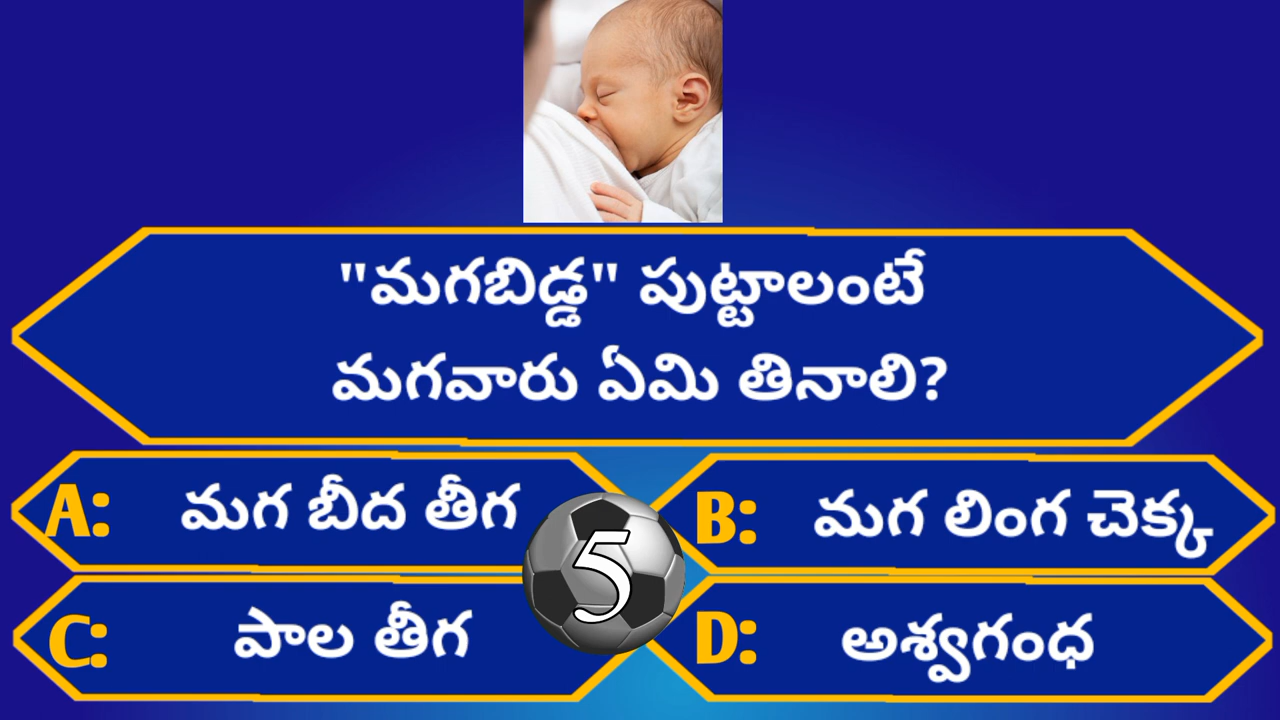 "మగబిడ్డ" పుట్టాలంటే
మగవారు ఏమి తినాలి?
A: మగ బీద తీగ
B: మగ లింగ చెక్క
5
C: పాల తీగ
D: అశ్వగంధ